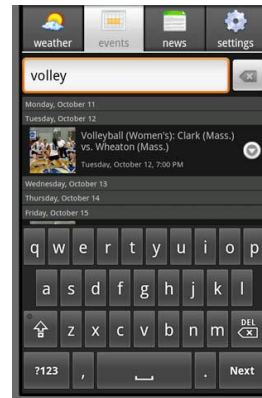 weather events news settings
volley
Monday, October 11
Tuesday, October 12
Volleyball (Women's): Clark (Mass.)
vs. Wheaton (Mass.)
Tuesday, October 12, 7:00 PM
Wednesday, October 13
Thursday, October 14
Friday, October 15
q w e r t y u i o p
a s d f g h j k l
z x c v b n m DEL
?123 , . Next